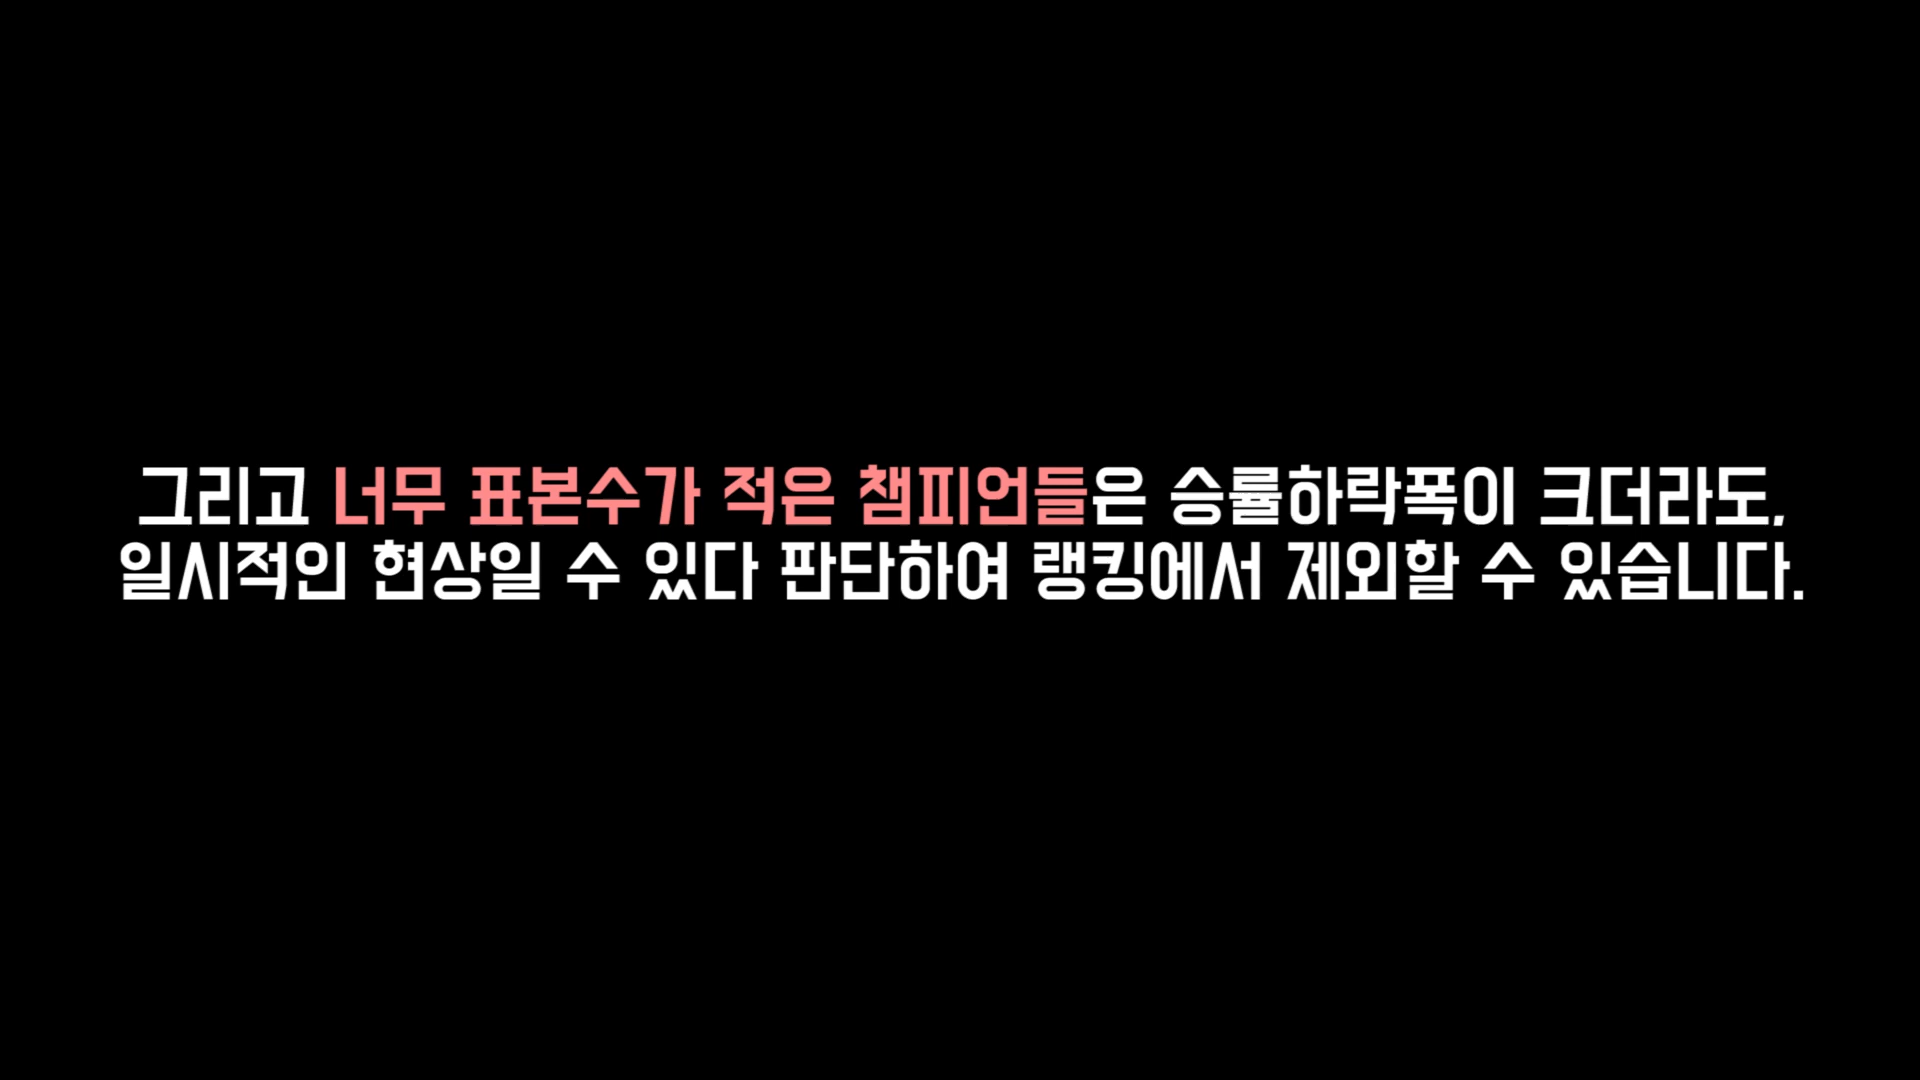 그리고 너무 표본수가 적은 챔피언들은 승률하락폭이 크더라도,
일시적인 현상일 수 있다 판단하여 랭킹에서 제외할 수 있습니다.